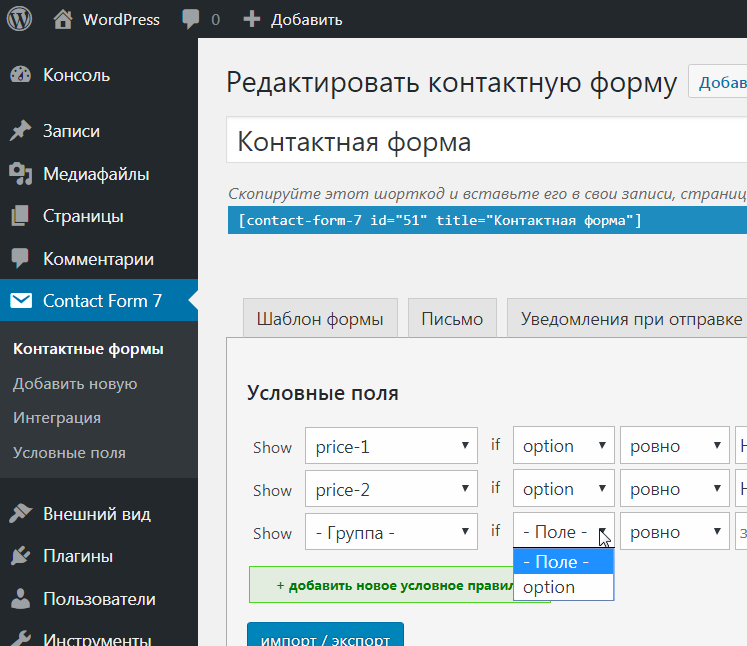 WordPress 0 + Добавить
Консоль
Записи
Медиафайлы
Страницы
Комментарии
Contact Form 7
Контактные формы
Добавить новую
Интеграция
Условные поля
Внешний вид
Плагины
Пользователи
Инструменты
Редактировать контактную форму Добав
Контактная форма
Скопируйте этот шорткод и вставьте его в свои записи, страниц
[contact-form-7 id="51" title="Контактная форма"]
Шаблон формы Письмо Уведомления при отправке
Условные поля
Show price-1 if option ровно Н
Show price-2 if option ровно Н
Show - Группа - if - Поле - ровно з
- Поле -
option
+ добавить новое условное правил
импорт / экспорт